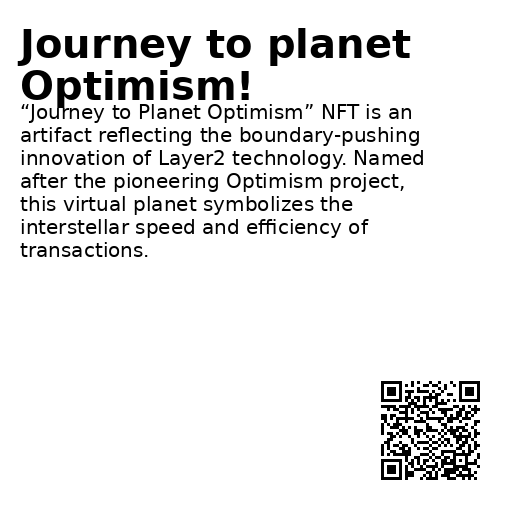 Journey to planet
Optimism!
“Journey to Planet Optimism” NFT is an
artifact reflecting the boundary-pushing
innovation of Layer2 technology. Named
after the pioneering Optimism project,
this virtual planet symbolizes the
interstellar speed and efficiency of
transactions.